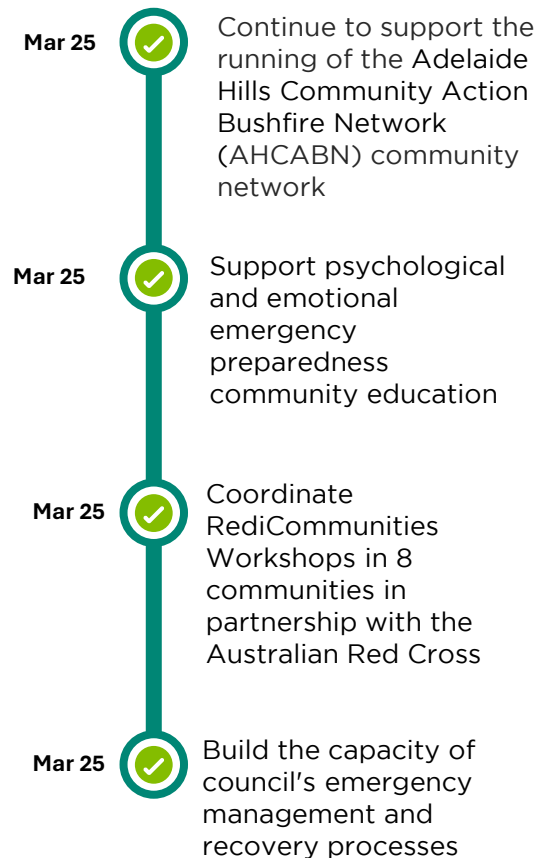 Mar 25
Continue to support the
running of the Adelaide
Hills Community Action
Bushfire Network
(AHCABN) community
network
Mar 25
Support psychological
and emotional
emergency
preparedness
community education
Mar 25
Coordinate
RediCommunities
Workshops in 8
communities in
partnership with the
Australian Red Cross
Mar 25
Build the capacity of
council's emergency
management and
recovery processes